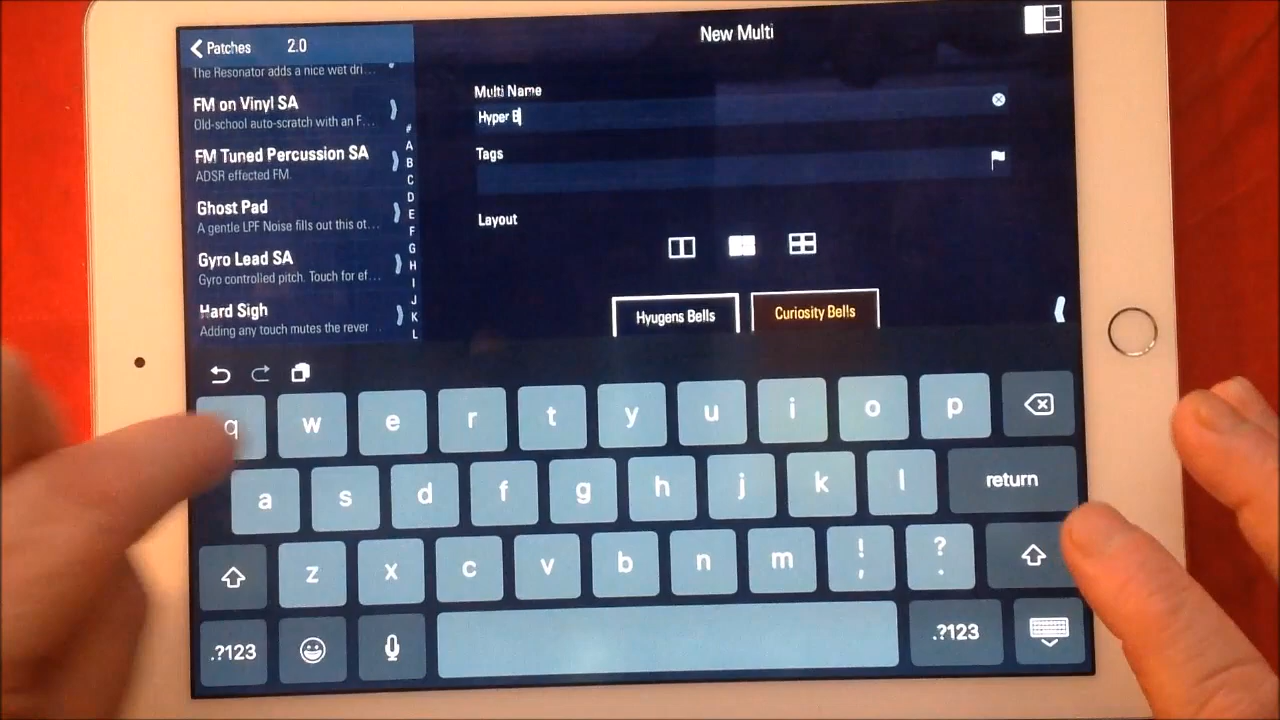 Patches 2.0
The Resonator adds a nice wet dri...
FM on Vinyl SA
Old-school auto-scratch with an F...
FM Tuned Percussion SA
ADSR effected FM.
Ghost Pad
A gentle LPF Noise fills out this ot...
Gyro Lead SA
Gyro controlled pitch. Touch for ef...
Hard Sigh
Adding any touch mutes the rever
#
A
B
C
D
E
F
G
H
I
J
K
L
New Multi
Multi Name
Hyper B
Tags
Layout
Hyugens Bells
Curiosity Bells
q w e r t y u i o p
a s d f g h j k l return
z x c v b n m ! , ? .
.?123 .?123